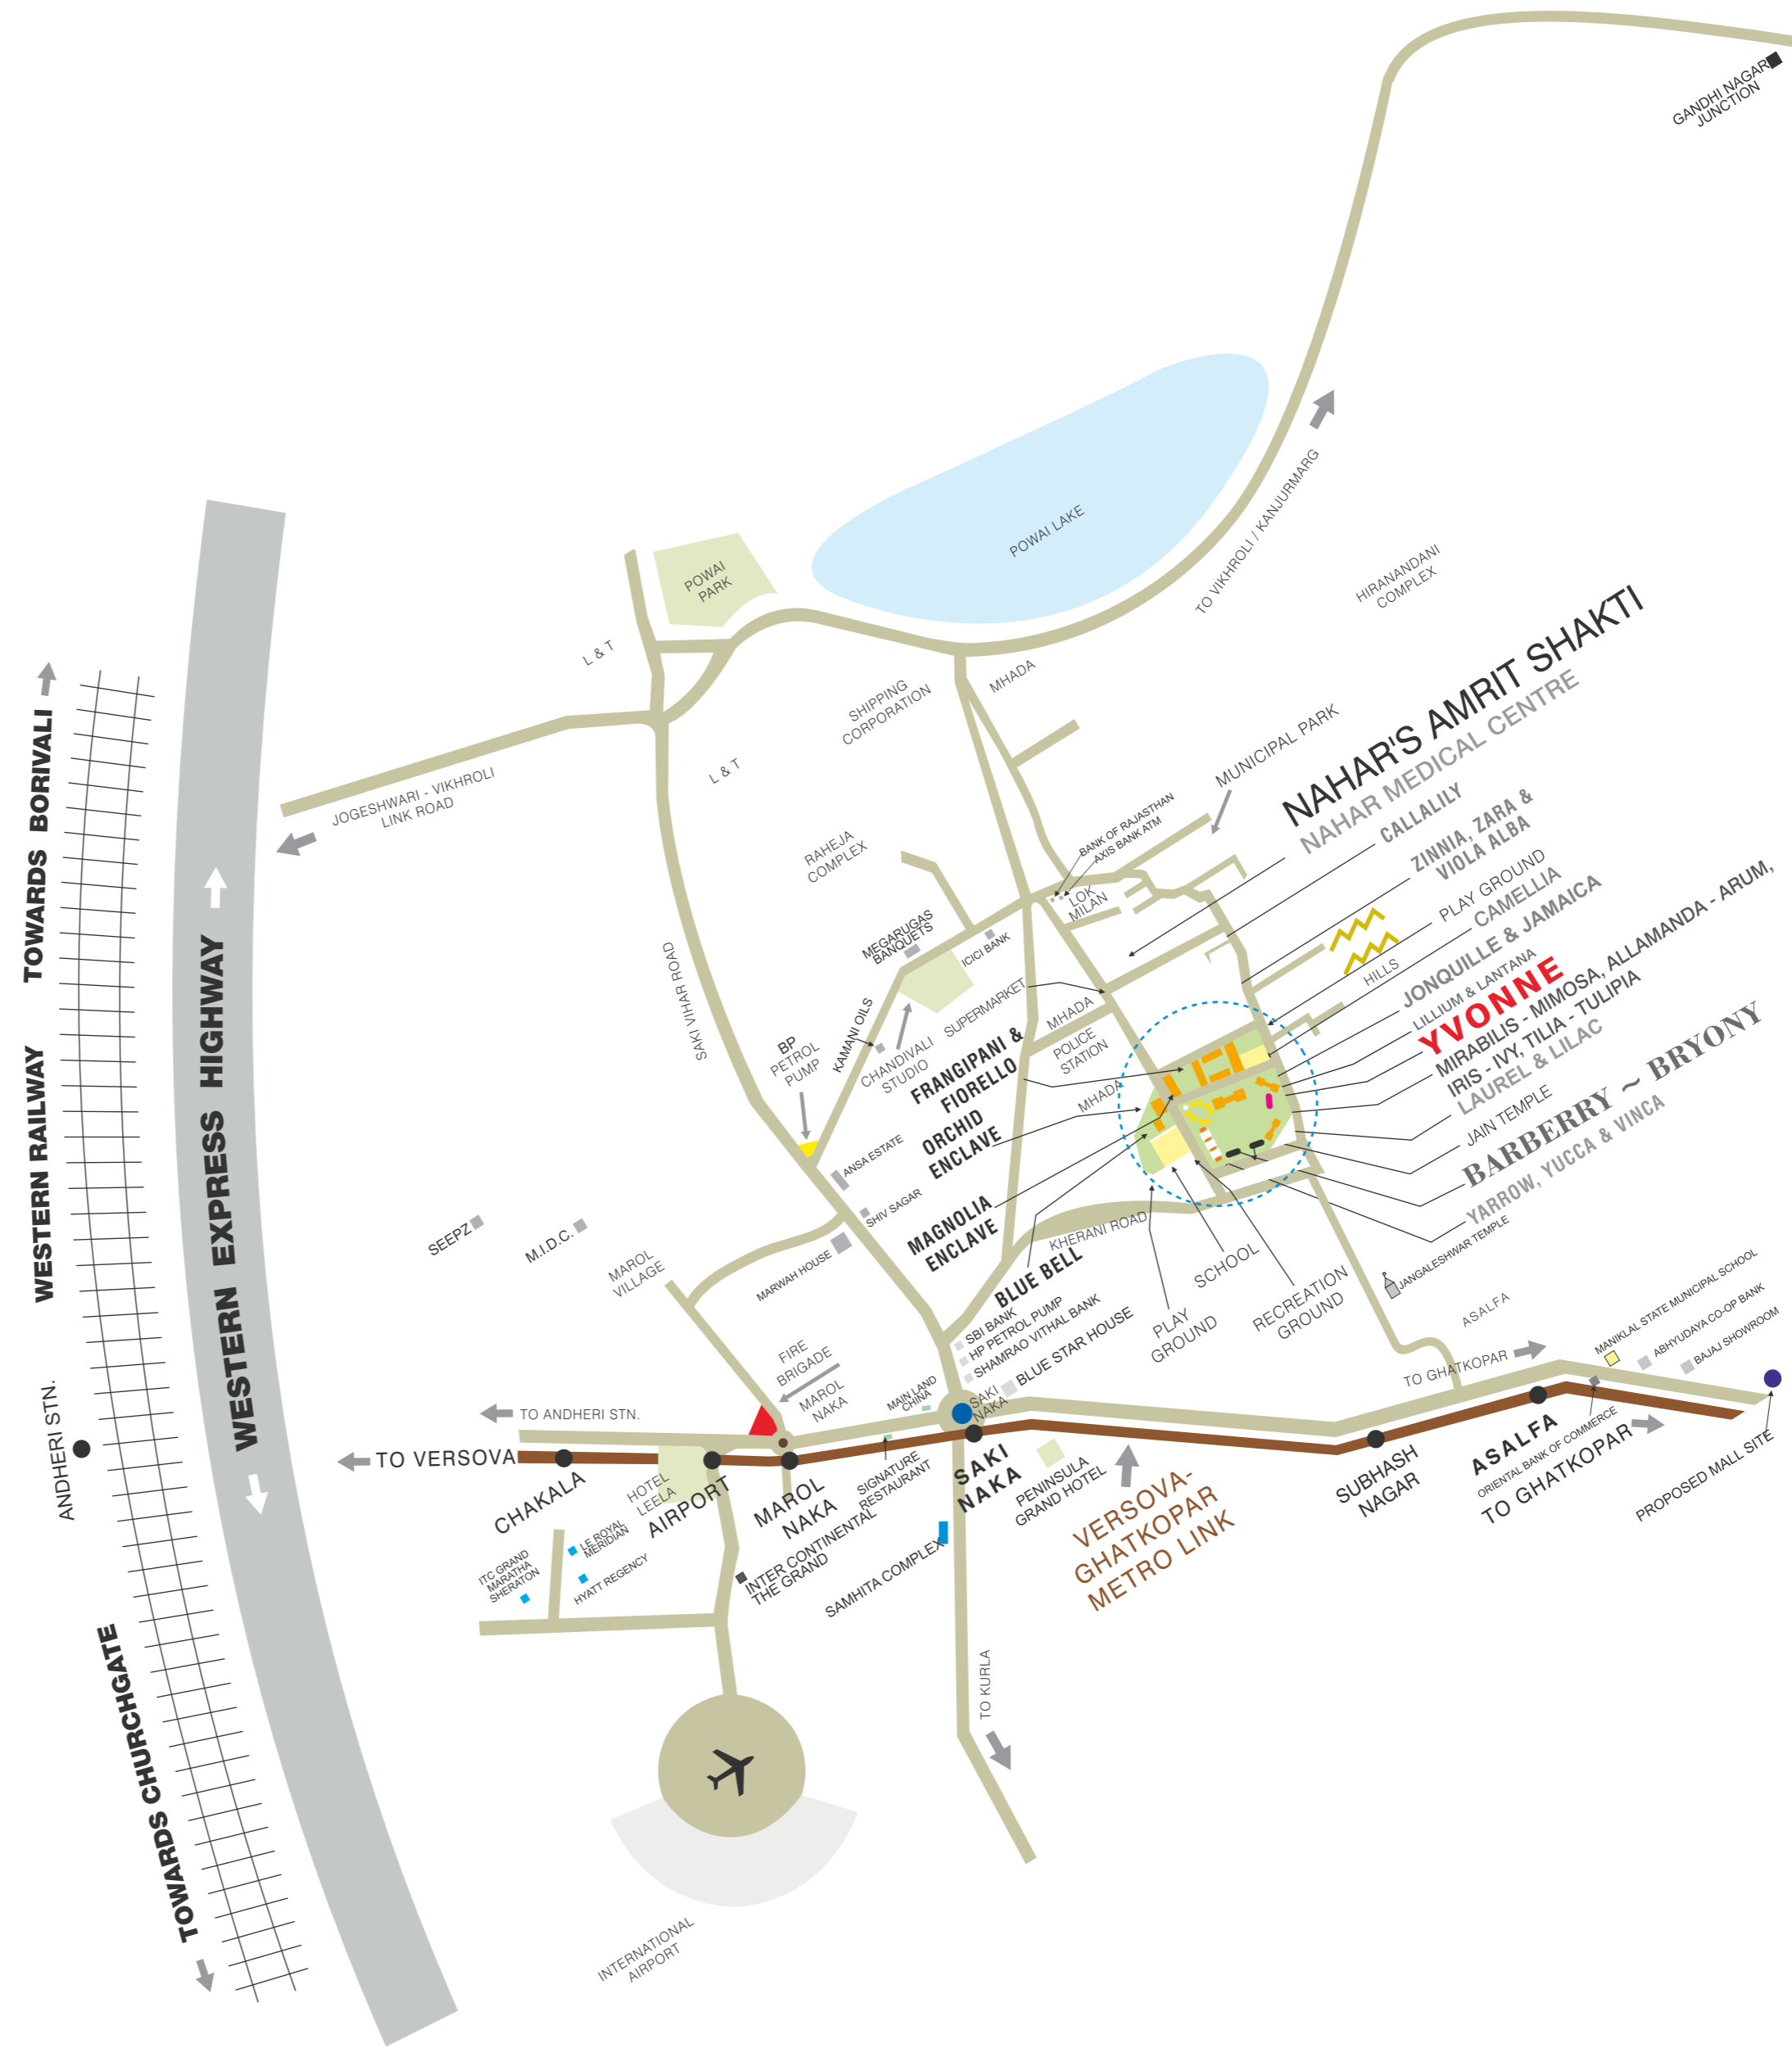 GANDHI NAGAR
JUNCTION
POWAI LAKE
TO VIKHROLI / KANJURMARG
HIRANANDANI
COMPLEX
POWAI
PARK
L & T
SHIPPING
CORPORATION
MHADA
L & T
JOGESHWARI - VIKHROLI
LINK ROAD
TOWARDS BORIVALI
WESTERN RAILWAY
WESTERN EXPRESS HIGHWAY
ANDHERI STN.
TOWARDS CHURCHGATE
MUNICIPAL PARK
NAHAR'S AMRIT SHAKTI
NAHAR MEDICAL CENTRE
CALLALILY
ZINNIA, ZARA &
VIOLA ALBA
PLAY GROUND
CAMELLIA
JONQUILLE & JAMAICA
HILLS
LILLIUM & LANTANA
YVONNE
MIRABILIS - MIMOSA, ALLAMANDA - ARUM,
IRIS - IVY, TILIA - TULIPIA
LAUREL & LILAC
JAIN TEMPLE
BARBERRY ~ BRYONY
YARROW, YUCCA & VINCA
JANGALESHWAR TEMPLE
BANK OF RAJASTHAN
AXIS BANK ATM
LOK
MILAN
RAHEJA
COMPLEX
MEGARUGAS
BANQUETS
ICICI BANK
SAKI VIHAR ROAD
KAMANI OILS
CHANDIVALI
STUDIO
SUPERMARKET
MHADA
POLICE
STATION
MHADA
BP
PETROL
PUMP
FRANGIPANI &
FIORELLO
ORCHID
ENCLAVE
MAGNOLIA
ENCLAVE
BLUE BELL
KHERANI ROAD
ANSA ESTATE
SHIV SAGAR
MARWAH HOUSE
SEEPZ
M.I.D.C.
MAROL
VILLAGE
FIRE
BRIGADE
MAROL
NAKA
MAIN LAND
CHINA
SBI BANK
HP PETROL PUMP
SHAMRAO VITHAL BANK
BLUE STAR HOUSE
SAKI
NAKA
SCHOOL
PLAY
GROUND
RECREATION
GROUND
ASALFA
TO GHATKOPAR
MANIKLAL STATE MUNICIPAL SCHOOL
ABHYUDAYA CO-OP BANK
BAJAJ SHOWROOM
TO ANDHERI STN.
TO VERSOVA
CHAKALA
HOTEL
LEELA
AIRPORT
MAROL
NAKA
SIGNATURE
RESTAURANT
SAKI
NAKA
PENINSULA
GRAND HOTEL
VERSOVA-
GHATKOPAR
METRO LINK
SUBHASH
NAGAR
ASALFA
ORIENTAL BANK OF COMMERCE
TO GHATKOPAR
PROPOSED MALL SITE
LE ROYAL
MERIDIAN
ITC GRAND
MARATHA
SHERATON
HYATT REGENCY
INTER CONTINENTAL
THE GRAND
SAMHITA COMPLEX
TO KURLA
INTERNATIONAL
AIRPORT